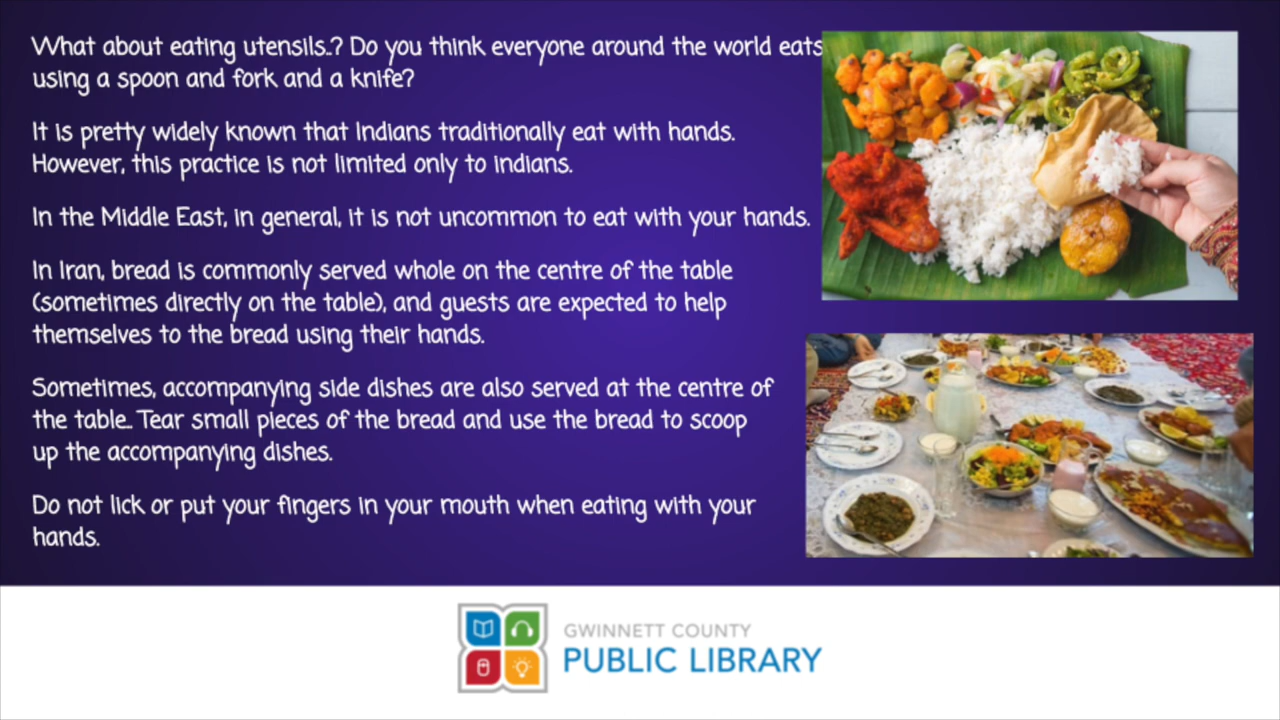 What about eating utensils..? Do you think everyone around the world eats
using a spoon and fork and a knife?
It is pretty widely known that Indians traditionally eat with hands.
However, this practice is not limited only to Indians.
In the Middle East, in general, it is not uncommon to eat with your hands.
In Iran, bread is commonly served whole on the centre of the table
(sometimes directly on the table), and guests are expected to help
themselves to the bread using their hands.
Sometimes, accompanying side dishes are also served at the centre of
the table.. Tear small pieces of the bread and use the bread to scoop
up the accompanying dishes.
Do not lick or put your fingers in your mouth when eating with your
hands.
GWINNETT COUNTY
PUBLIC LIBRARY